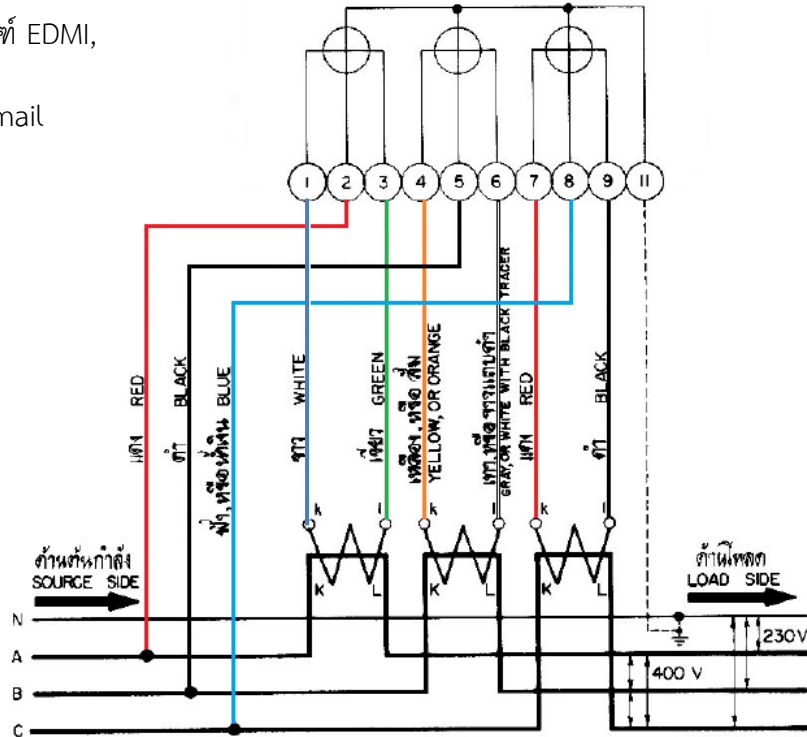 ฑ์ EDMI,
mail
1 2 3 4 5 6 7 8 9 11
แดง RED
ดำ BLACK
ฟ้า, หรือน้ำเงิน BLUE
ขาว WHITE
เขียว GREEN
เหลือง, หรือ ส้ม
YELLOW, OR ORANGE
เทา, หรือขาวแถบดำ
GRAY, OR WHITE WITH BLACK TRACER
แดง RED
ดำ BLACK
k l k l k l
K L K L K L
ด้านต้นกำลัง
SOURCE SIDE
ด้านโหลด
LOAD SIDE
N
A
B
C
230V
400 V